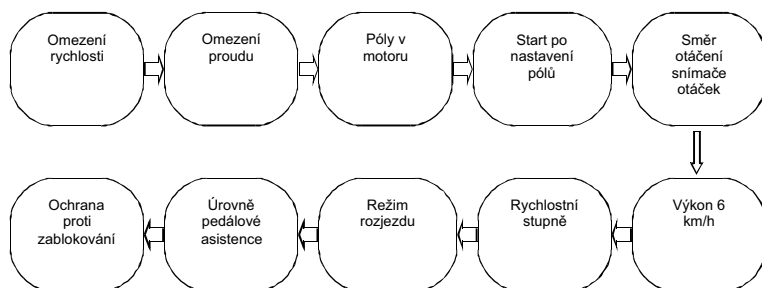 Omezení
rychlosti
Omezení
proudu
Póly v
motoru
Start po
nastavení
pólů
Směr
otáčení
snímače
otáček
Výkon 6
km/h
Rychlostní
stupně
Režim
rozjezdu
Úrovně
pedálové
asistence
Ochrana
proti
zablokování